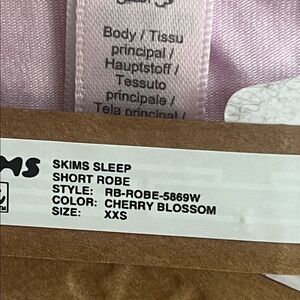 Body / Tissu
principal /
Hauptstoff /
Tessuto
principale /
Tela principal /
MS
SKIMS SLEEP
SHORT ROBE
STYLE: RB-ROBE-5869W
COLOR: CHERRY BLOSSOM
SIZE: XXS